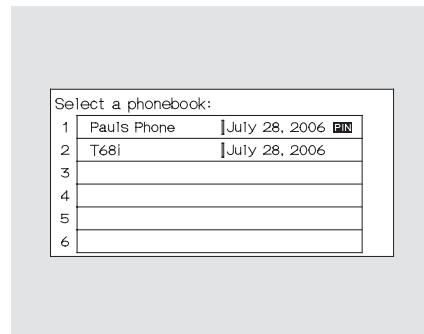 Select a phonebook:
1 Pauls Phone July 28, 2006 PIN
2 T68i July 28, 2006
3
4
5
6